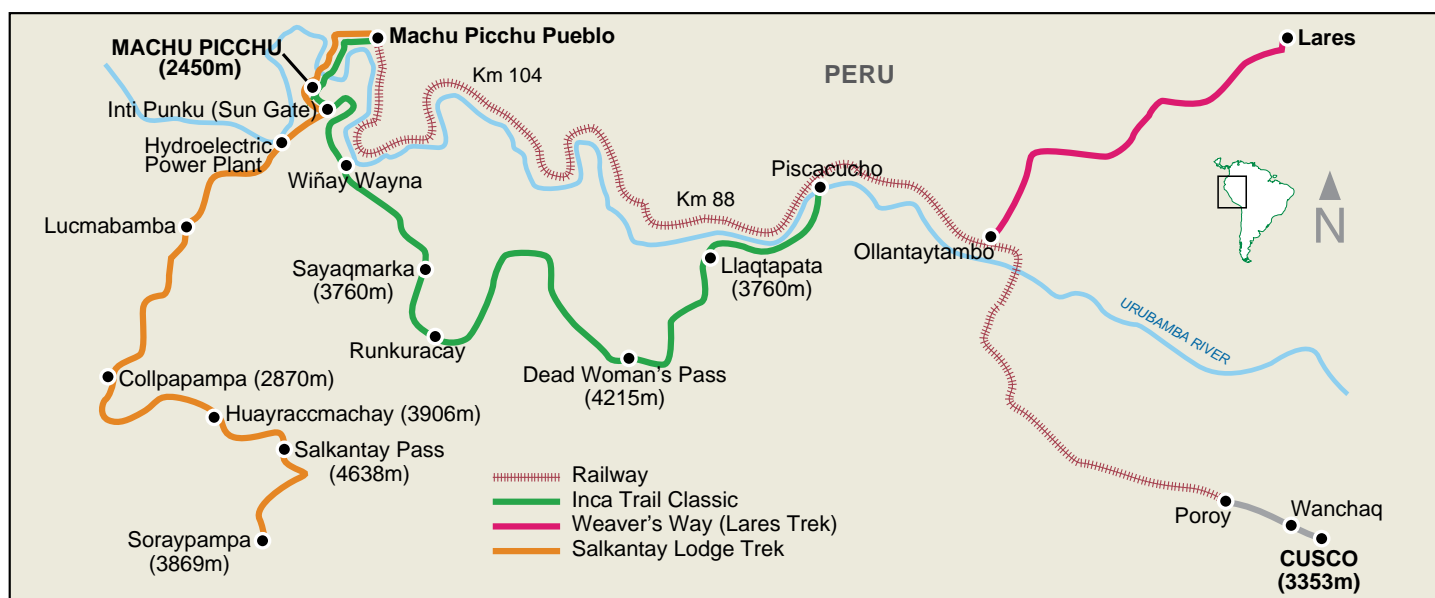 MACHU PICCHU
(2450m)
Machu Picchu Pueblo
Lares
Km 104
PERU
Inti Punku (Sun Gate)
Hydroelectric
Power Plant
Wiñay Wayna
Piscacucho
Km 88
N
Lucmabamba
Ollantaytambo
Sayaqmarka
(3760m)
Llaqtapata
(3760m)
URUBAMBA RIVER
Runkuracay
Dead Woman's Pass
(4215m)
Collpapampa (2870m)
Huayraccmachay (3906m)
Salkantay Pass
(4638m)
Soraypampa
(3869m)
Railway
Inca Trail Classic
Weaver's Way (Lares Trek)
Salkantay Lodge Trek
Poroy
Wanchaq
CUSCO
(3353m)